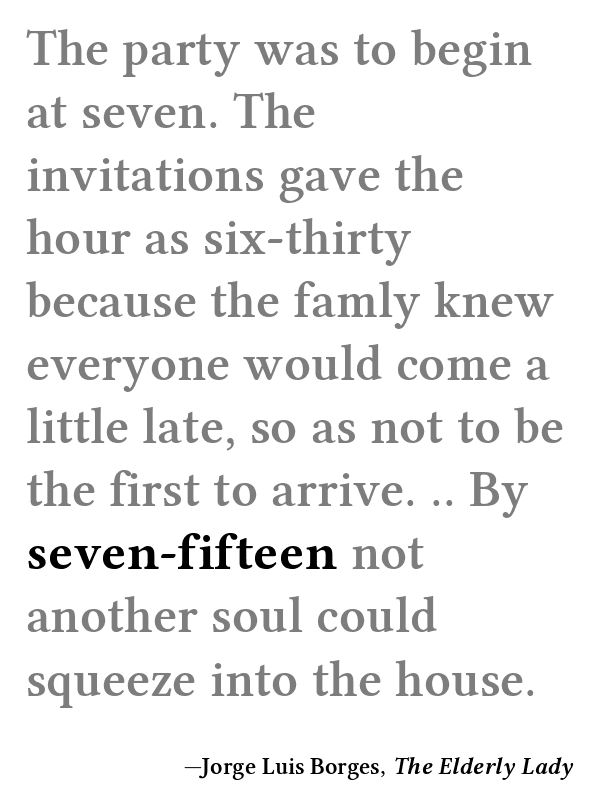 The party was to begin
at seven. The
invitations gave the
hour as six-thirty
because the famly knew
everyone would come a
little late, so as not to be
the first to arrive. .. By
seven-fifteen not
another soul could
squeeze into the house.
—Jorge Luis Borges, The Elderly Lady